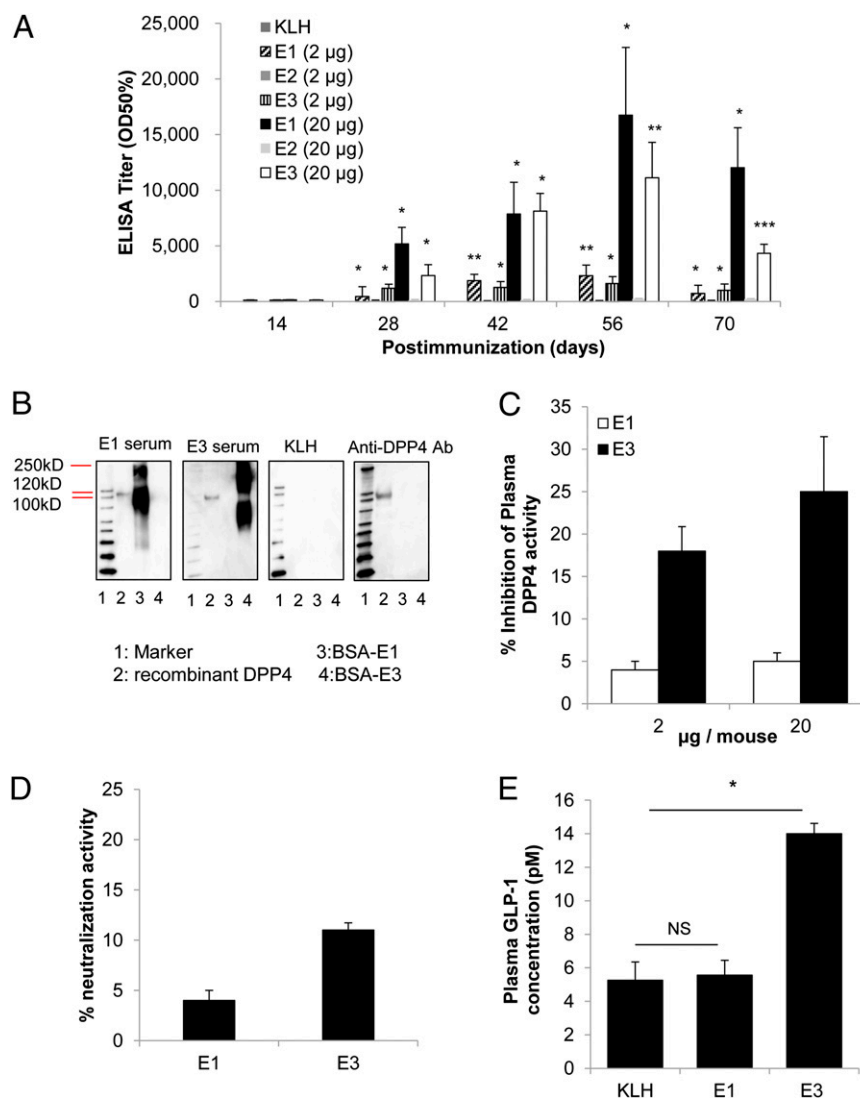 A
KLH
E1 (2 µg)
E2 (2 µg)
E3 (2 µg)
E1 (20 µg)
E2 (20 µg)
E3 (20 µg)
ELISA Titer (OD50%)
25,000
20,000
15,000
10,000
5,000
0
* * * *
** * * *
** * * **
* * * ***
14 28 42 56 70
Postimmunization (days)
B
E1 serum E3 serum KLH Anti-DPP4 Ab
250kD
120kD
100kD
1 2 3 4 1 2 3 4 1 2 3 4 1 2 3 4
1: Marker 3:BSA-E1
2: recombinant DPP4 4:BSA-E3
C
% Inhibition of Plasma
DPP4 activity
E1
E3
35
30
25
20
15
10
5
0
2 20
µg / mouse
D
% neutralization activity
25
20
15
10
5
0
E1 E3
E
Plasma GLP-1
concentration (pM)
16
14
12
10
8
6
4
2
0
*
NS
KLH E1 E3